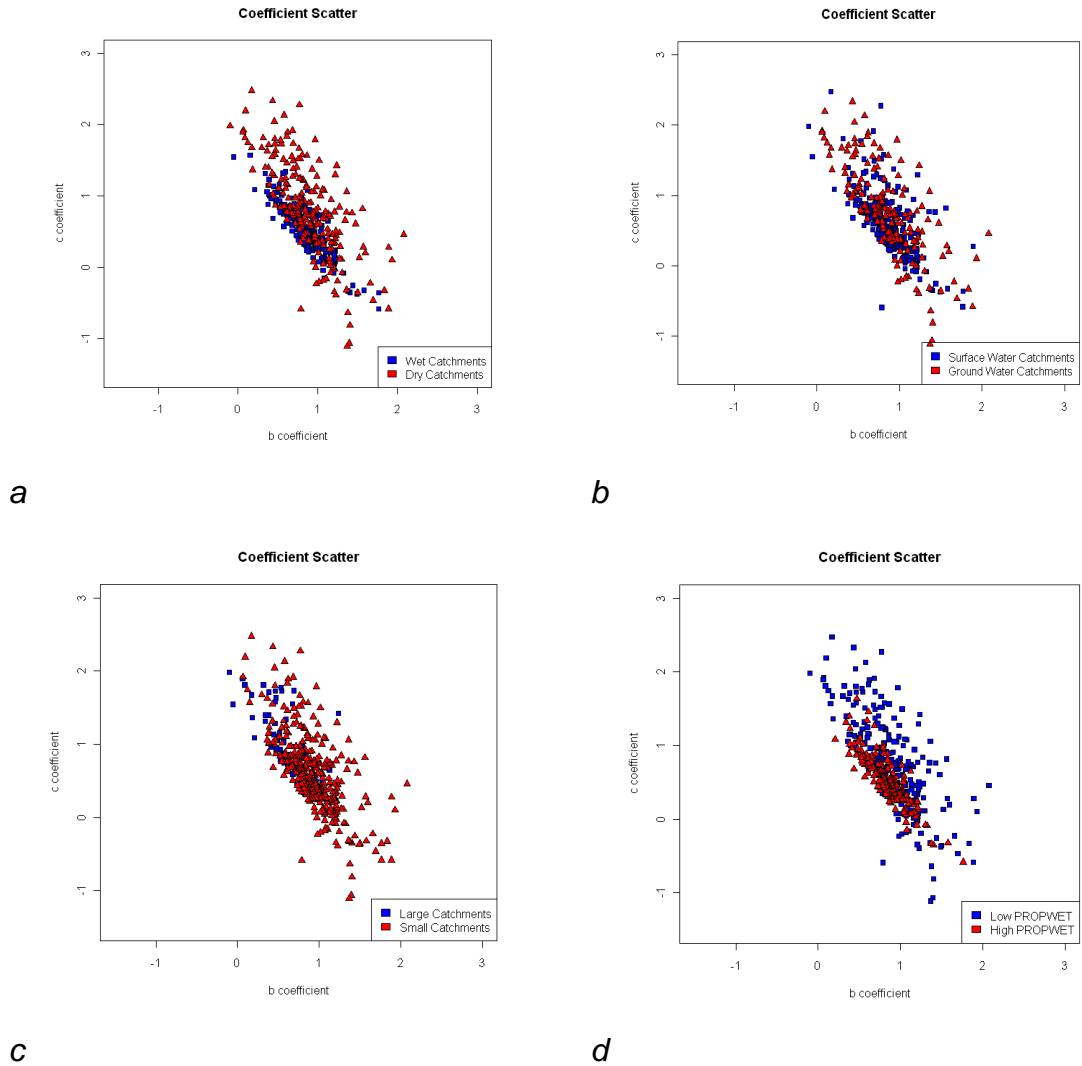 Coefficient Scatter
3
2
1
0
-1
c coefficient
-1 0 1 2 3
b coefficient
Wet Catchments
Dry Catchments
a
Coefficient Scatter
3
2
1
0
-1
c coefficient
-1 0 1 2 3
b coefficient
Surface Water Catchments
Ground Water Catchments
b
Coefficient Scatter
3
2
1
0
-1
c coefficient
-1 0 1 2 3
b coefficient
Large Catchments
Small Catchments
c
Coefficient Scatter
3
2
1
0
-1
c coefficient
-1 0 1 2 3
b coefficient
Low PROPWET
High PROPWET
d